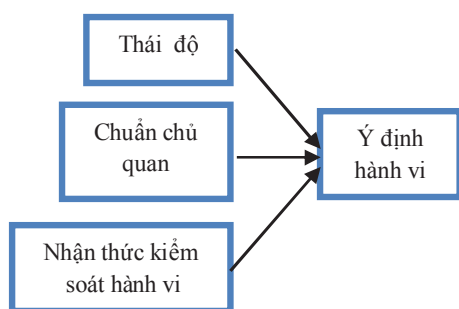 Thái độ
Chuẩn chủ
quan
Ý định
hành vi
Nhận thức kiểm
soát hành vi